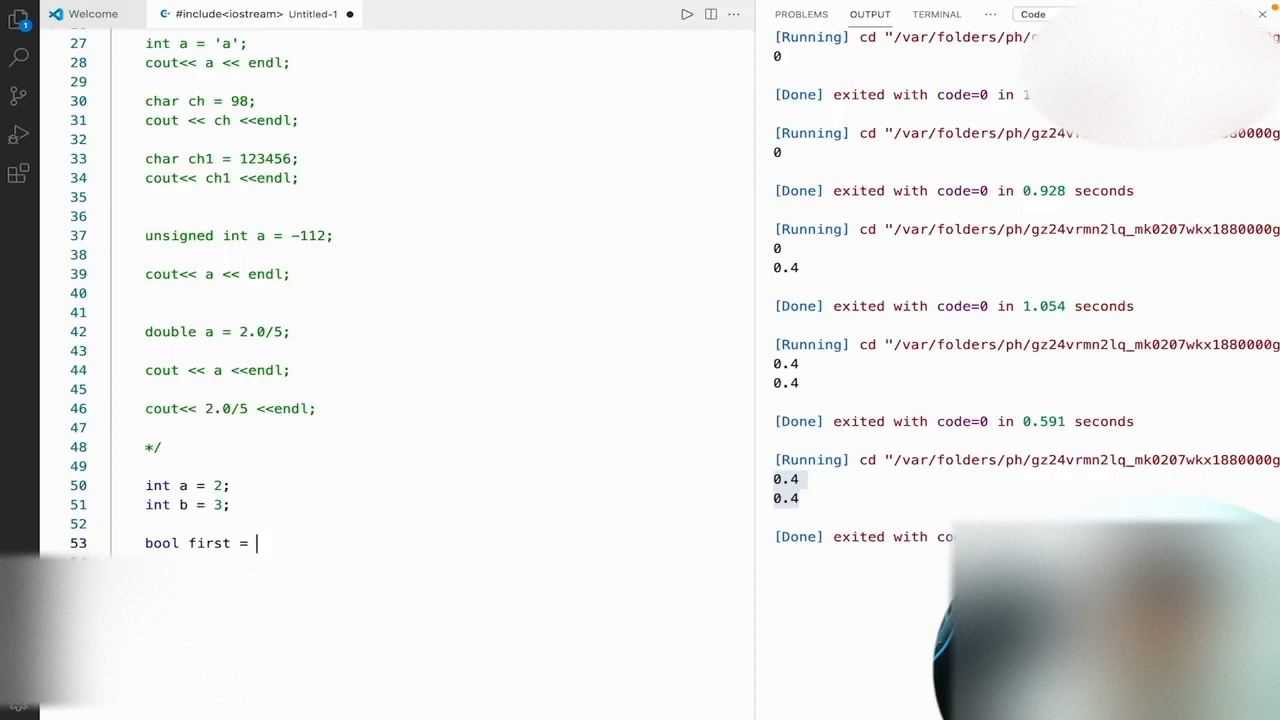 Welcome
#include<iostream> Untitled-1
27 int a = 'a';
28 cout<< a << endl;
29
30 char ch = 98;
31 cout << ch <<endl;
32
33 char ch1 = 123456;
34 cout<< ch1 <<endl;
35
36
37 unsigned int a = -112;
38
39 cout<< a << endl;
40
41
42 double a = 2.0/5;
43
44 cout << a <<endl;
45
46 cout<< 2.0/5 <<endl;
47
48 */
49
50 int a = 2;
51 int b = 3;
52
53 bool first =
1
PROBLEMS OUTPUT TERMINAL ··· Code
[Running] cd "/var/folders/ph/
0
[Done] exited with code=0 in 1
[Running] cd "/var/folders/ph/gz24vrmn2lq_mk0207wkx1880000g
0
[Done] exited with code=0 in 0.928 seconds
[Running] cd "/var/folders/ph/gz24vrmn2lq_mk0207wkx1880000g
0
0.4
[Done] exited with code=0 in 1.054 seconds
[Running] cd "/var/folders/ph/gz24vrmn2lq_mk0207wkx1880000g
0.4
0.4
[Done] exited with code=0 in 0.591 seconds
[Running] cd "/var/folders/ph/gz24vrmn2lq_mk0207wkx1880000g
0.4
0.4
[Done] exited with co